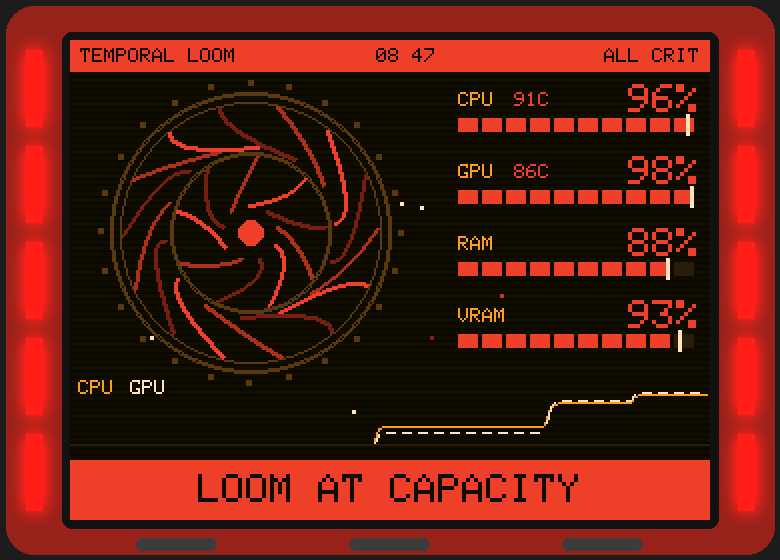 TEMPORAL LOOM 08 47 ALL CRIT
CPU 91C 96%
GPU 86C 98%
RAM 88%
VRAM 93%
CPU GPU
LOOM AT CAPACITY